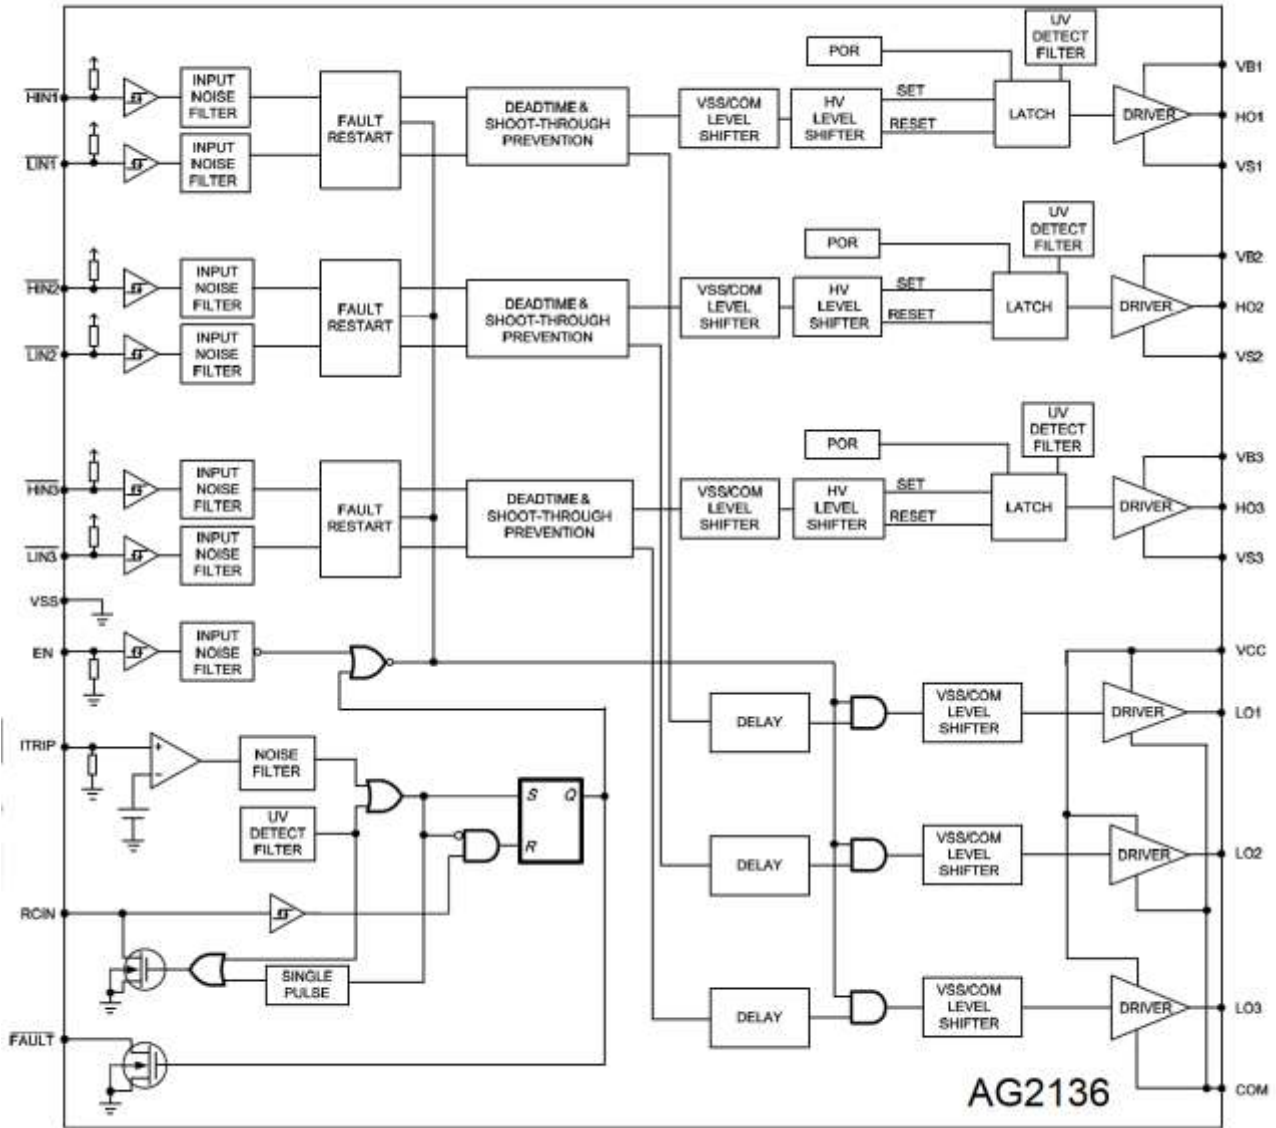 UV
DETECT
FILTER
POR
VB1
INPUT
NOISE
FILTER
HIN1
FAULT
RESTART
DEADTIME &
SHOOT-THROUGH
PREVENTION
VSS/COM
LEVEL
SHIFTER
HV
LEVEL
SHIFTER
SET
RESET
LATCH
DRIVER
HO1
INPUT
NOISE
FILTER
LIN1
VS1
UV
DETECT
FILTER
POR
VB2
INPUT
NOISE
FILTER
HIN2
FAULT
RESTART
DEADTIME &
SHOOT-THROUGH
PREVENTION
VSS/COM
LEVEL
SHIFTER
HV
LEVEL
SHIFTER
SET
RESET
LATCH
DRIVER
HO2
INPUT
NOISE
FILTER
LIN2
VS2
UV
DETECT
FILTER
POR
VB3
INPUT
NOISE
FILTER
HIN3
FAULT
RESTART
DEADTIME &
SHOOT-THROUGH
PREVENTION
VSS/COM
LEVEL
SHIFTER
HV
LEVEL
SHIFTER
SET
RESET
LATCH
DRIVER
HO3
INPUT
NOISE
FILTER
LIN3
VS3
VSS
EN
INPUT
NOISE
FILTER
VCC
DELAY
VSS/COM
LEVEL
SHIFTER
DRIVER
LO1
ITRIP
+
−
NOISE
FILTER
UV
DETECT
FILTER
S Q
R
DELAY
VSS/COM
LEVEL
SHIFTER
DRIVER
LO2
RCIN
SINGLE
PULSE
DELAY
VSS/COM
LEVEL
SHIFTER
DRIVER
LO3
FAULT
COM
AG2136